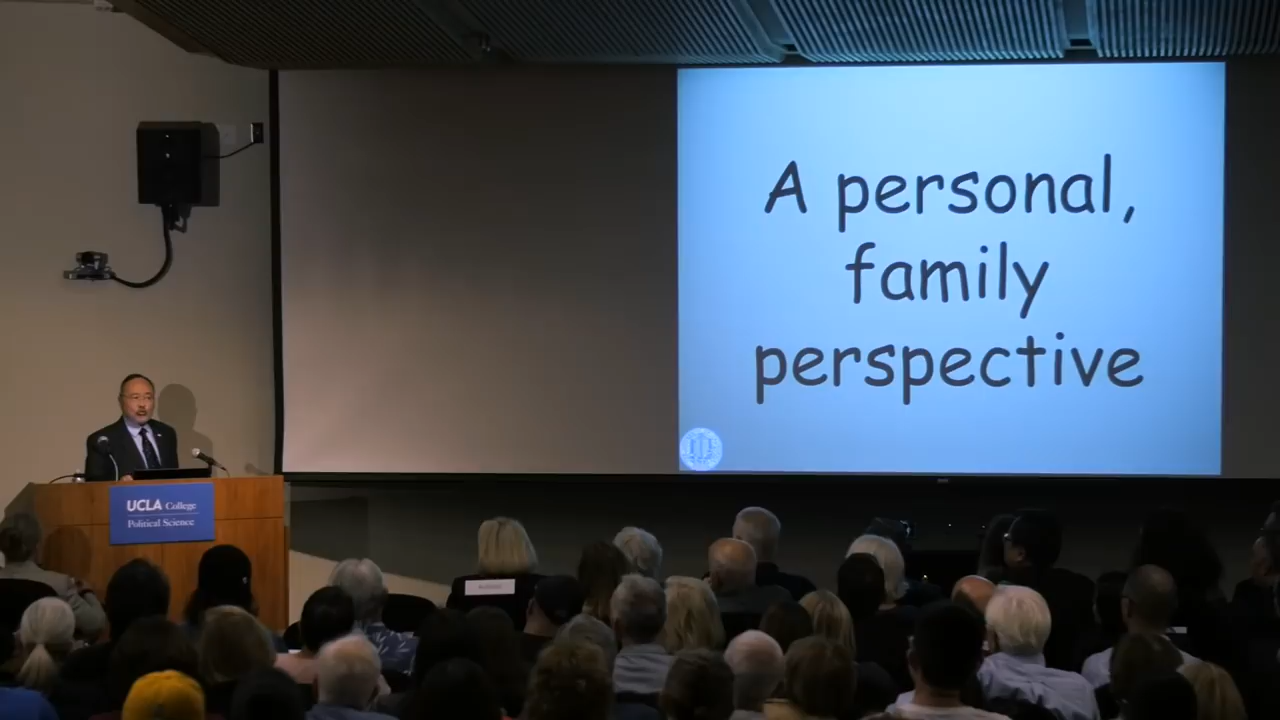 A personal,
family
perspective
UCLA College
Political Science